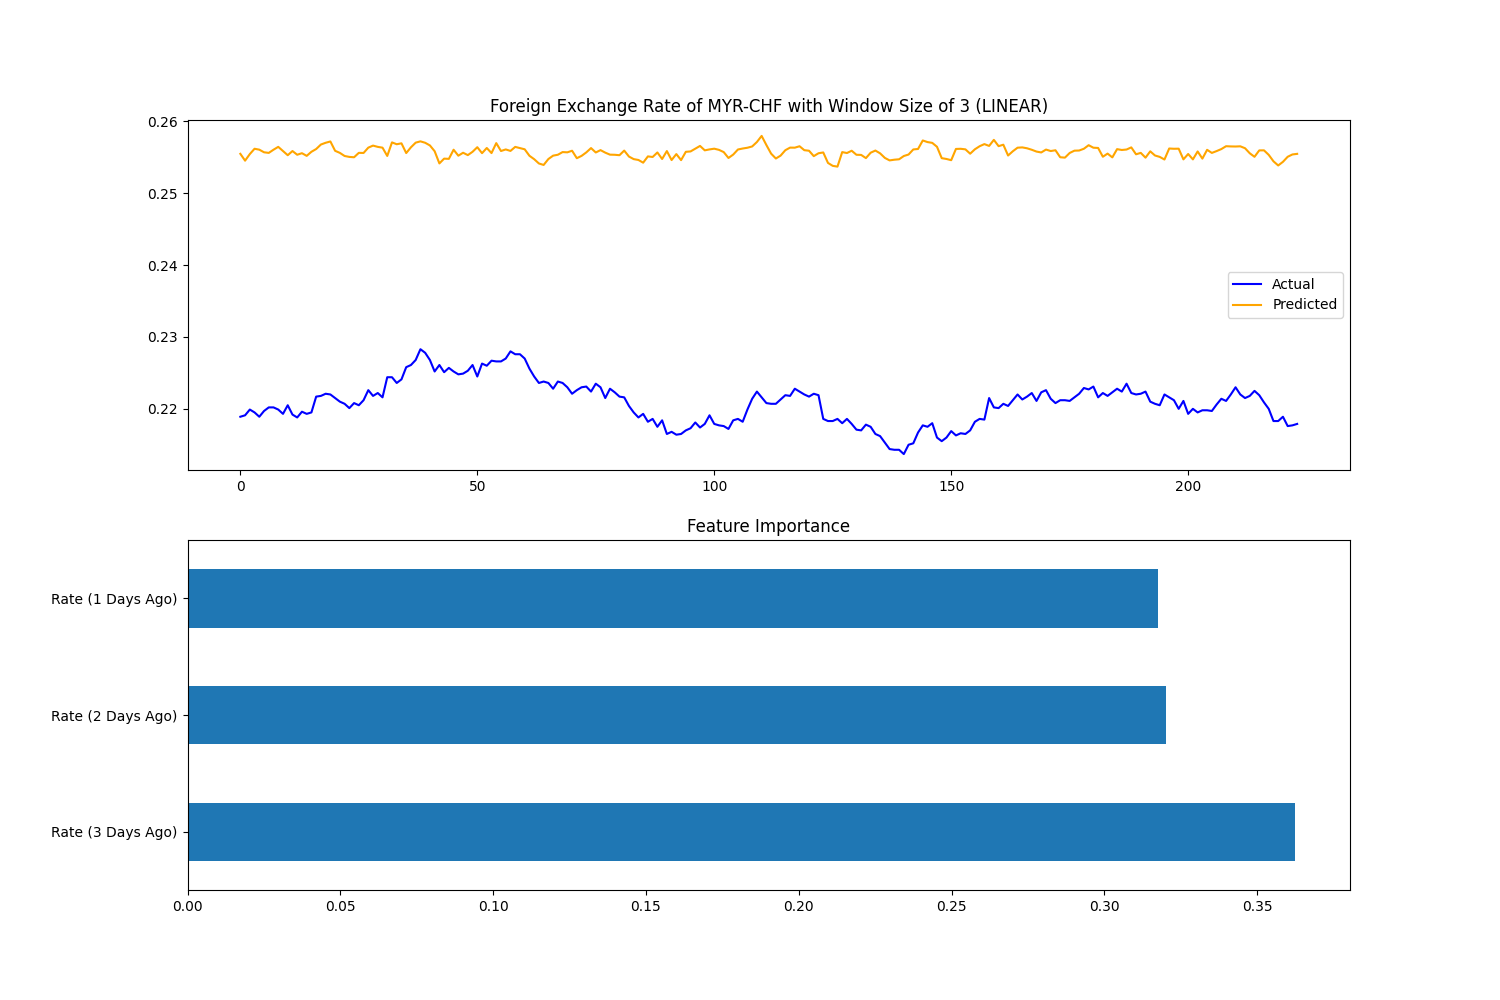 Foreign Exchange Rate of MYR-CHF with Window Size of 3 (LINEAR)
0.26
0.25
0.24
0.23
0.22
Actual
Predicted
0 50 100 150 200
Feature Importance
Rate (1 Days Ago)
Rate (2 Days Ago)
Rate (3 Days Ago)
0.00 0.05 0.10 0.15 0.20 0.25 0.30 0.35